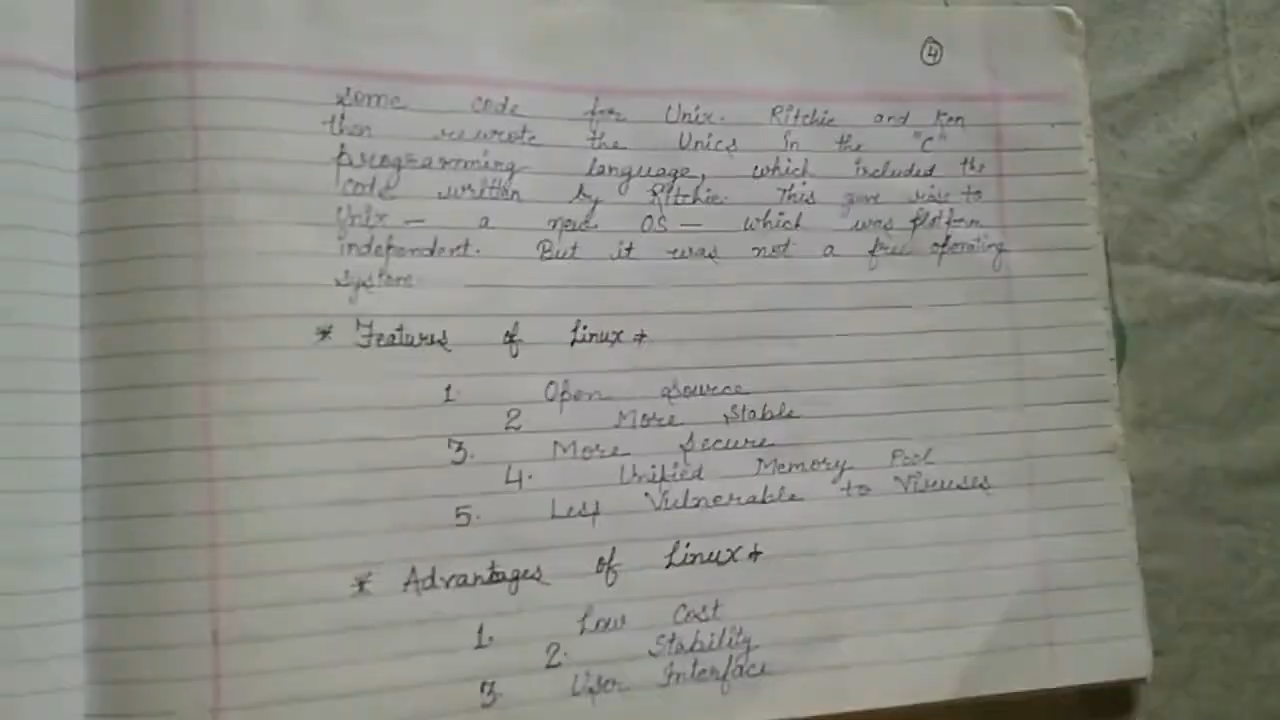 4
Some code for Unix. Ritchie and Ken
then rewrote the Unics in the "C"
programming language, which included the
code written by Ritchie. This gave rise to
Unix — a new OS — which was platform
independent. But it was not a free operating
system
* Features of Linux →
1. Open source
2 More Stable
3. More Secure
4. Unified Memory Pool
5. Less Vulnerable to Viruses
* Advantages of Linux →
1. Low Cost
2. Stability
3. User Interface